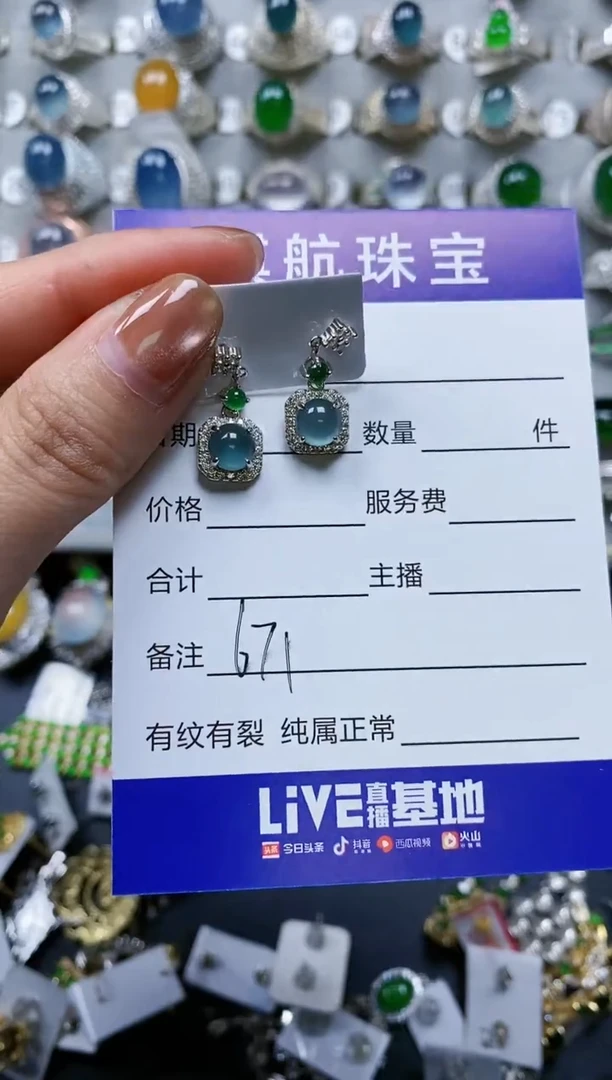 航珠宝
期 数量 件
价格 服务费
合计 主播
备注 671
有纹有裂 纯属正常
LiVE直播基地
头条 今日头条 抖音 西瓜视频 火山